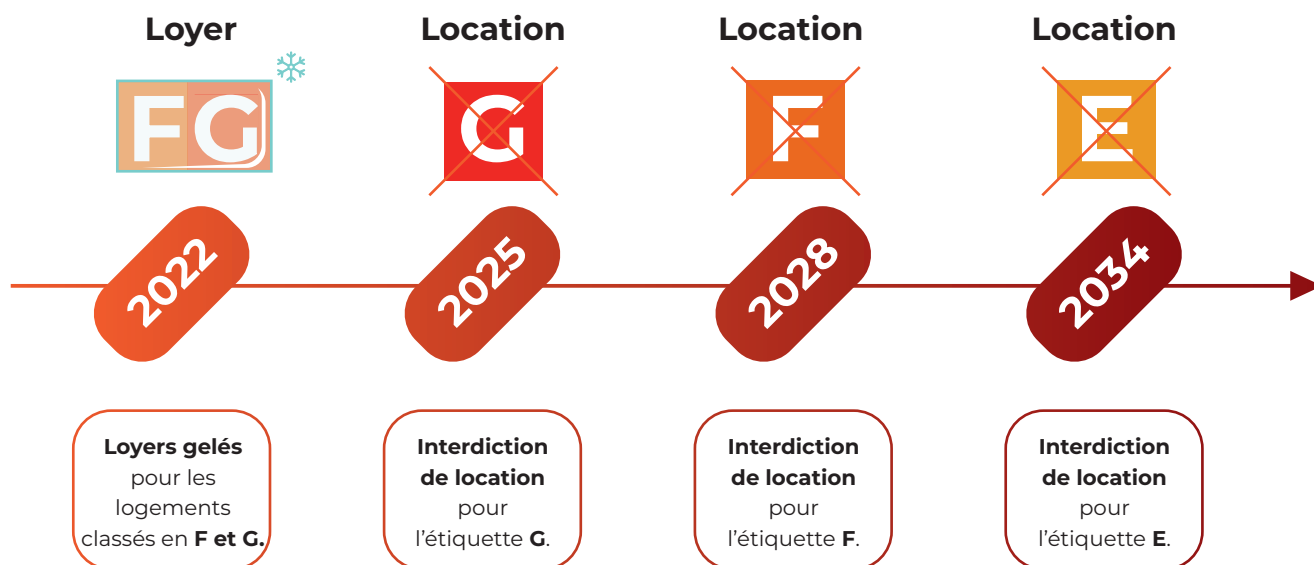 Loyer
Location
Location
Location
FG
G
F
E
2022
2025
2028
2034
Loyers gelés
pour les
logements
classés en F et G.
Interdiction
de location
pour
l’étiquette G.
Interdiction
de location
pour
l’étiquette F.
Interdiction
de location
pour
l’étiquette E.